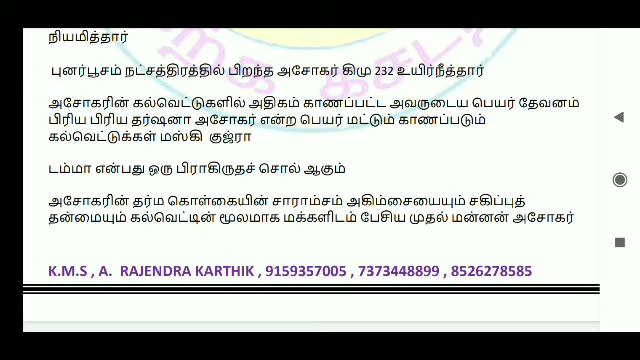 நியமித்தார்
புனர்பூசம் நட்சத்திரத்தில் பிறந்த அசோகர் கிமு 232 உயிர்நீத்தார்
அசோகரின் கல்வெட்டுகளில் அதிகம் காணப்பட்ட அவருடைய பெயர் தேவனம்
பிரிய பிரிய தர்ஷனா அசோகர் என்ற பெயர் மட்டும் காணப்படும்
கல்வெட்டுக்கள் மஸ்கி குஜ்ரா
டம்மா என்பது ஒரு பிராகிருதச் சொல் ஆகும்
அசோகரின் தர்ம கொள்கையின் சாராம்சம் அகிம்சையையும் சகிப்புத்
தன்மையும் கல்வெட்டின் மூலமாக மக்களிடம் பேசிய முதல் மன்னன் அசோகர்
K.M.S , A. RAJENDRA KARTHIK , 9159357005 , 7373448899 , 8526278585